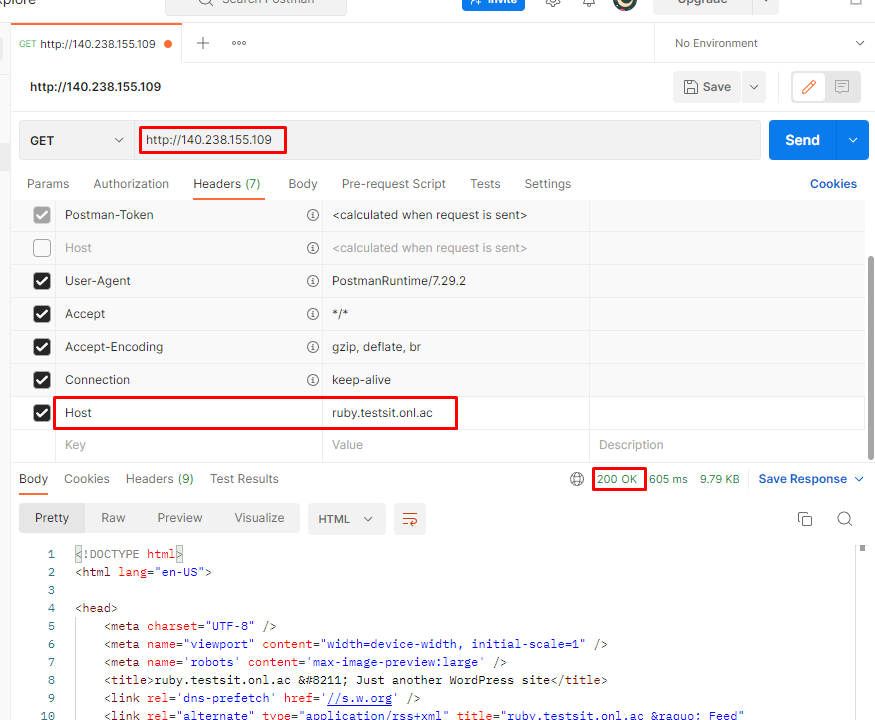 xplore
Search Postman
Invite
Upgrade
GET http://140.238.155.109
No Environment
http://140.238.155.109
Save
GET
http://140.238.155.109
Send
Params Authorization Headers (7) Body Pre-request Script Tests Settings Cookies
Postman-Token <calculated when request is sent>
Host <calculated when request is sent>
User-Agent PostmanRuntime/7.29.2
Accept */*
Accept-Encoding gzip, deflate, br
Connection keep-alive
Host ruby.testsit.onl.ac
Key Value Description
Body Cookies Headers (9) Test Results 200 OK 605 ms 9.79 KB Save Response
Pretty Raw Preview Visualize HTML
1 <!DOCTYPE html>
2 <html lang="en-US">
3
4 <head>
5 <meta charset="UTF-8" />
6 <meta name="viewport" content="width=device-width, initial-scale=1" />
7 <meta name='robots' content='max-image-preview:large' />
8 <title>ruby.testsit.onl.ac &#8211; Just another WordPress site</title>
9 <link rel='dns-prefetch' href='//s.w.org' />
10 <link rel="alternate" type="application/rss+xml" title="ruby.testsit.onl.ac &raquo; Feed"